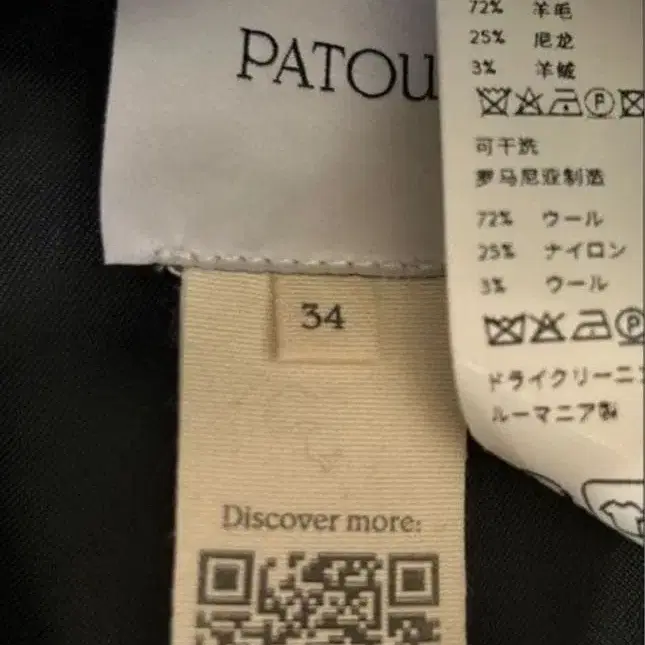 PATOU
34
Discover more:
72% 羊毛
25% 尼龙
3% 羊绒
可干洗
罗马尼亚制造
72% ウール
25% ナイロン
3% ウール
ドライクリーニ
ルーマニア製